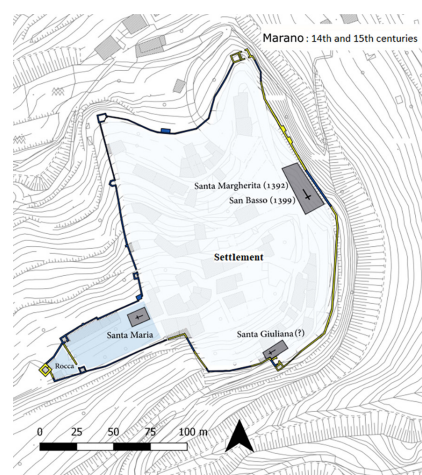 Marano : 14th and 15th centuries
Santa Margherita (1392)
San Basso (1399)
Settlement
Santa Maria
Santa Giuliana (?)
Rocca
0 25 50 75 100 m